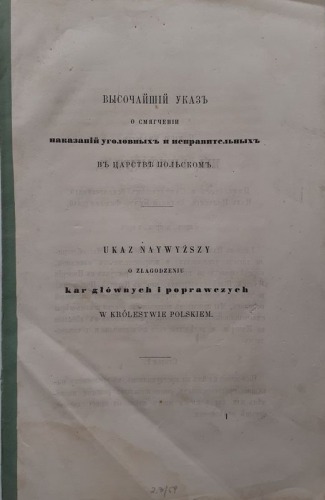 ВЫСОЧАЙШІЙ УКАЗЪ
О СМЯГЧЕНІИ
наказаній уголовныхъ и исправительныхъ
ВЪ ЦАРСТВѢ ПОЛЬСКОМЪ.
UKAZ NAYWYŻSZY
O ZŁAGODZENIU
kar głównych i poprawczych
W KRÓLESTWIE POLSKIEM.